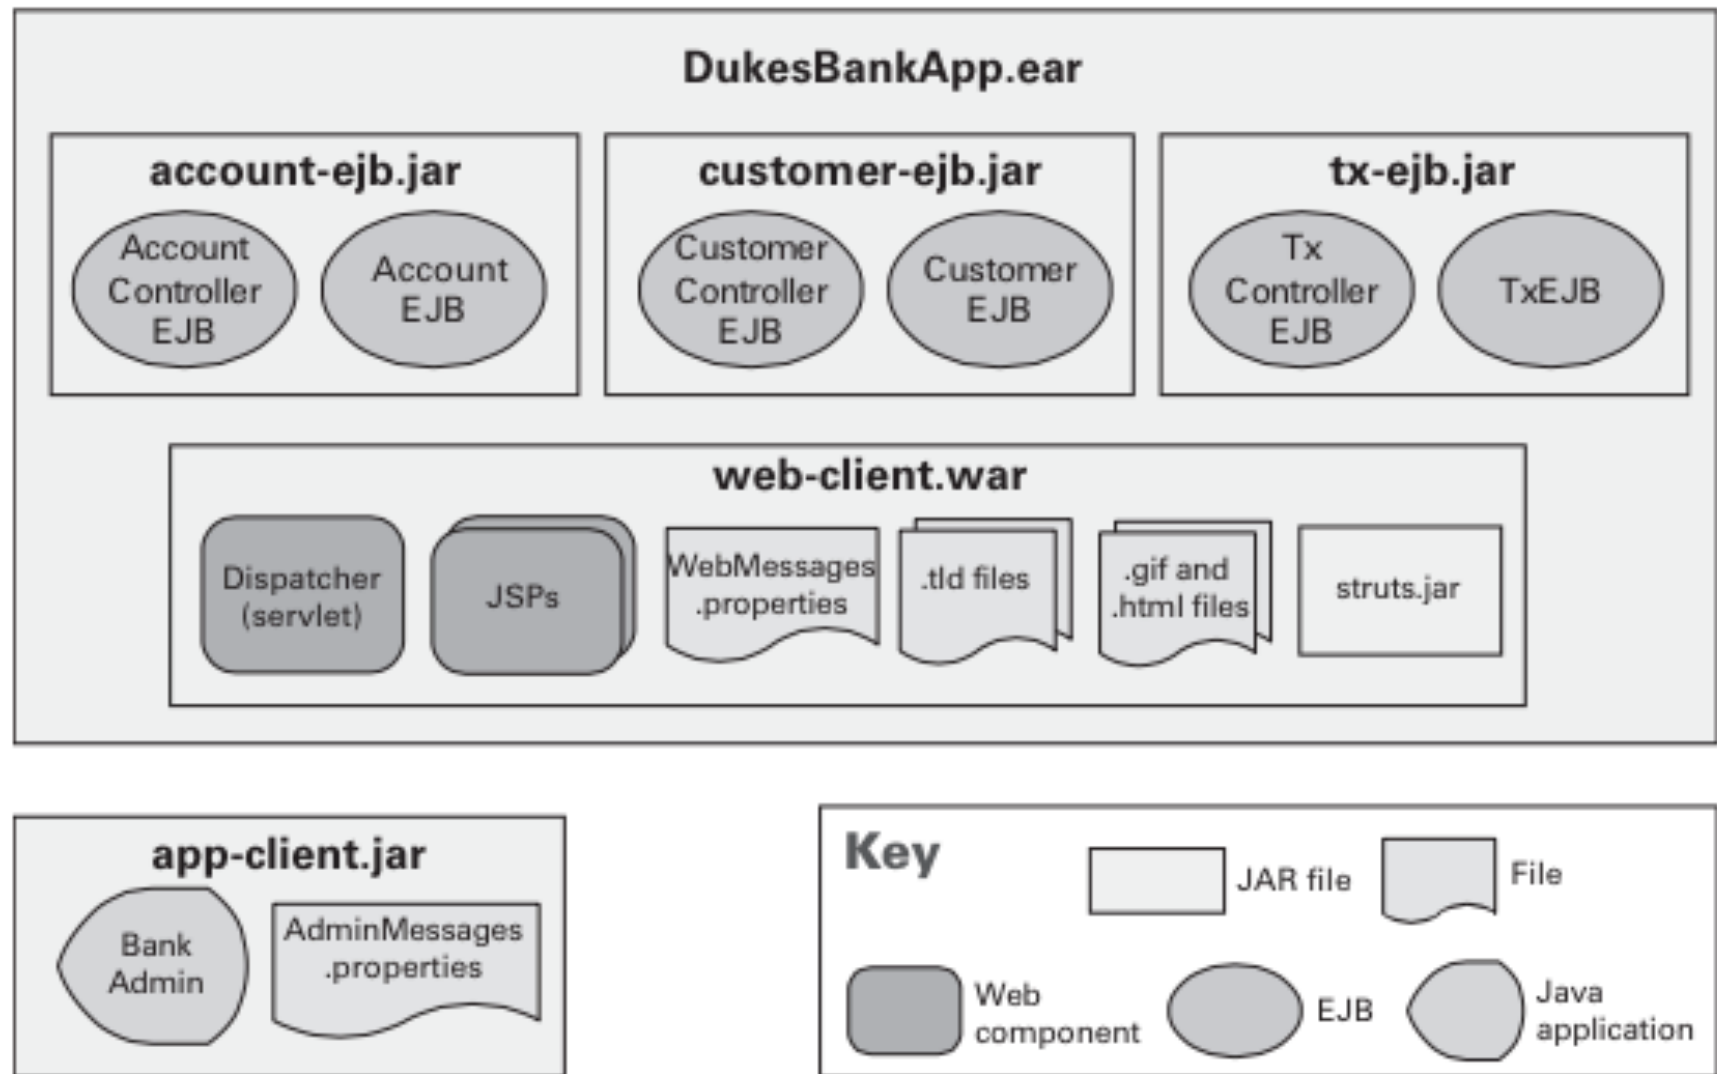 DukesBankApp.ear
account-ejb.jar
Account
Controller
EJB
Account
EJB
customer-ejb.jar
Customer
Controller
EJB
Customer
EJB
tx-ejb.jar
Tx
Controller
EJB
TxEJB
web-client.war
Dispatcher
(servlet)
JSPs
WebMessages
.properties
.tld files
.gif and
.html files
struts.jar
app-client.jar
Bank
Admin
AdminMessages
.properties
Key
JAR file
File
Web
component
EJB
Java
application